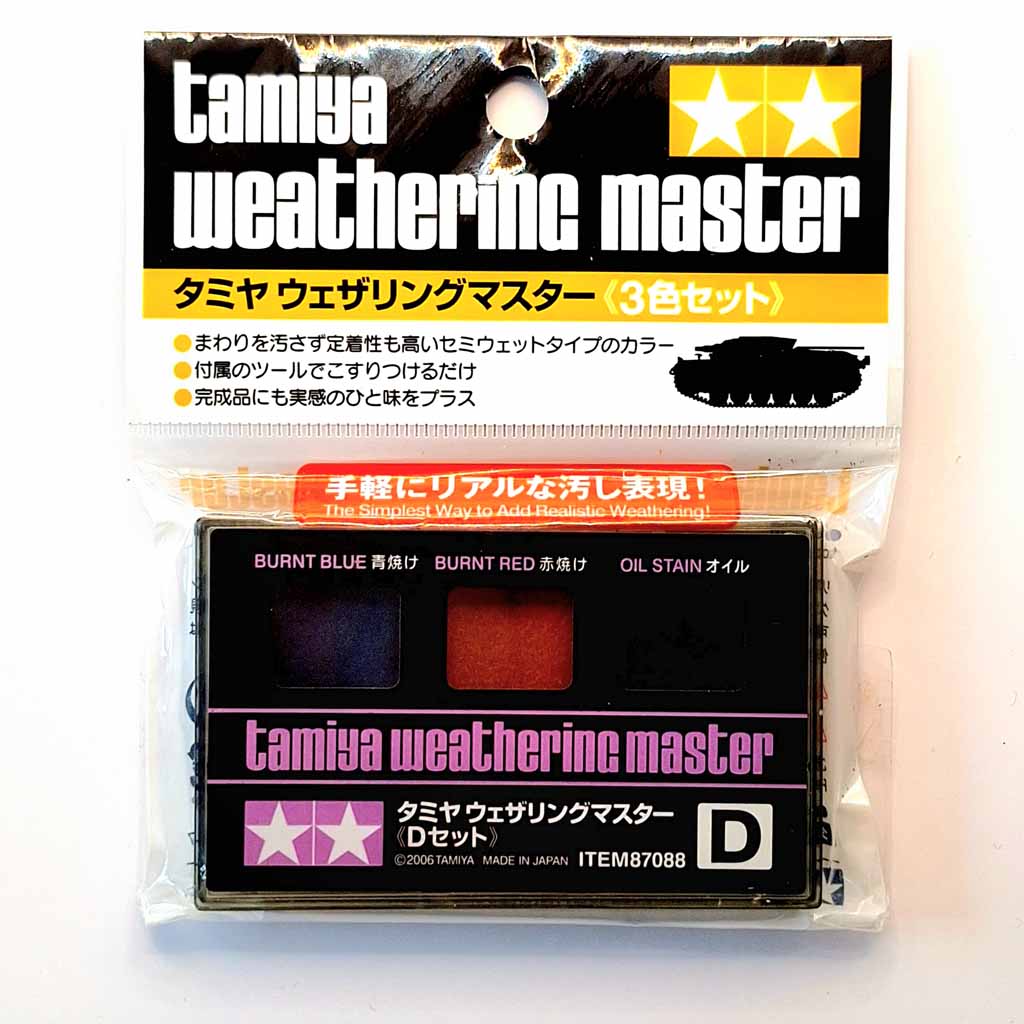 tamiya
weathering master
タミヤ ウェザリングマスター《3色セット》
●まわりを汚さず定着性も高いセミウェットタイプのカラー
●付属のツールでこすりつけるだけ
●完成品にも実感のひと味をプラス
手軽にリアルな汚し表現!
The Simplest Way to Add Realistic Weathering!
BURNT BLUE 青焼け BURNT RED 赤焼け OIL STAIN オイル
tamiya weathering master
タミヤ ウェザリングマスター
《Dセット》 D
©2006 TAMIYA MADE IN JAPAN ITEM87088